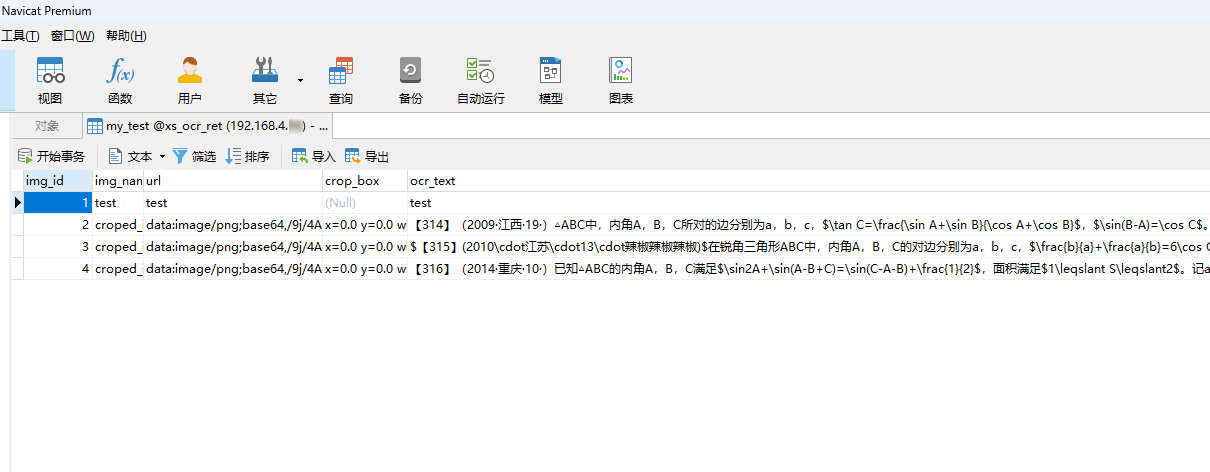 Navicat Premium
工具(T) 窗口(W) 帮助(H)
视图 函数 用户 其它 查询 备份 自动运行 模型 图表
对象 my_test @xs_ocr_ret (192.168.4. ) - ...
开始事务 文本 筛选 排序 导入 导出
img_id img_nam url crop_box ocr_text
1 test test (Null) test
2 croped_ data:image/png;base64,/9j/4A x=0.0 y=0.0 w 【314】（2009·江西·19·）△ABC中，内角A，B，C所对的边分别为a，b，c，$\tan C=\frac{\sin A+\sin B}{\cos A+\cos B}$，$\sin(B-A)=\cos C$。
3 croped_ data:image/png;base64,/9j/4A x=0.0 y=0.0 w $【315】(2010\cdot江苏\cdot13\cdot辣椒辣椒辣椒)$在锐角三角形ABC中，内角A，B，C的对边分别为a，b，c，$\frac{b}{a}+\frac{a}{b}=6\cos C
4 croped_ data:image/png;base64,/9j/4A x=0.0 y=0.0 w 【316】（2014·重庆·10·）已知△ABC的内角A，B，C满足$\sin2A+\sin(A-B+C)=\sin(C-A-B)+\frac{1}{2}$，面积满足$1\leqslant S\leqslant2$。记a